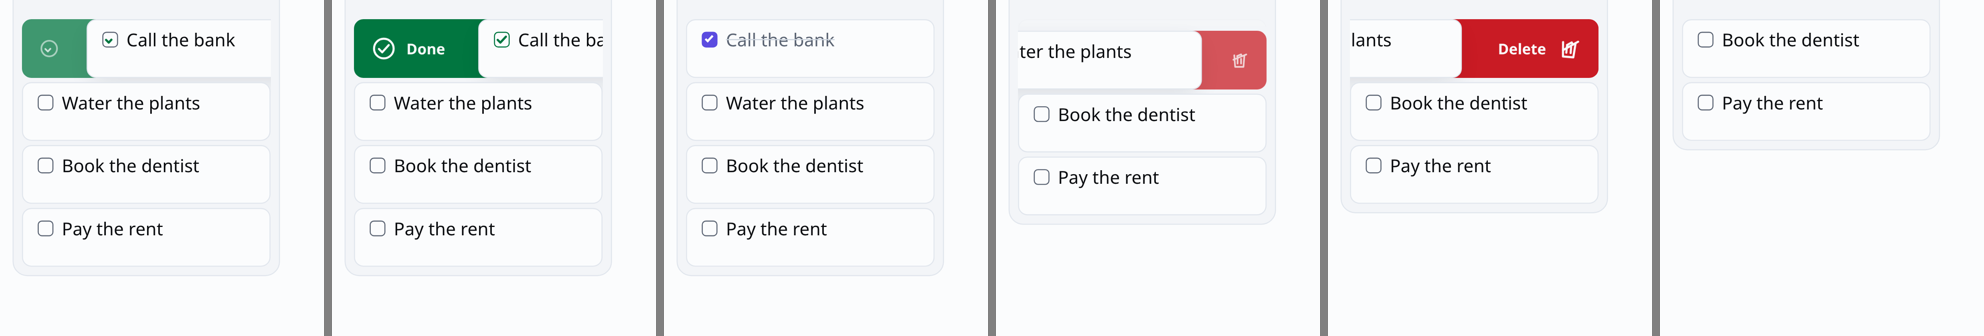 Call the bank
Water the plants
Book the dentist
Pay the rent
Done
Call the ba
Water the plants
Book the dentist
Pay the rent
Call the bank
Water the plants
Book the dentist
Pay the rent
ter the plants
Book the dentist
Pay the rent
lants
Delete
Book the dentist
Pay the rent
Book the dentist
Pay the rent